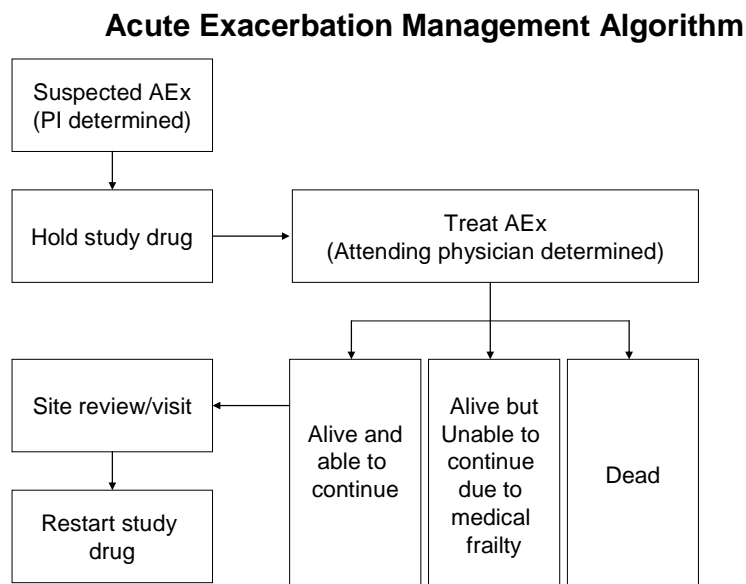 Acute Exacerbation Management Algorithm
Suspected AEx
(PI determined)
Hold study drug
Treat AEx
(Attending physician determined)
Site review/visit
Restart study
drug
Alive and
able to
continue
Alive but
Unable to
continue
due to
medical
frailty
Dead